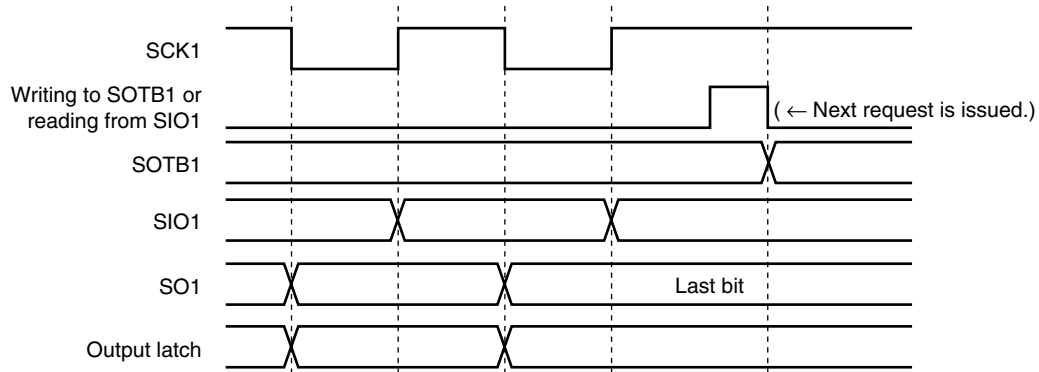 SCK1
Writing to SOTB1 or
reading from SIO1
( ← Next request is issued.)
SOTB1
SIO1
SO1
Last bit
Output latch